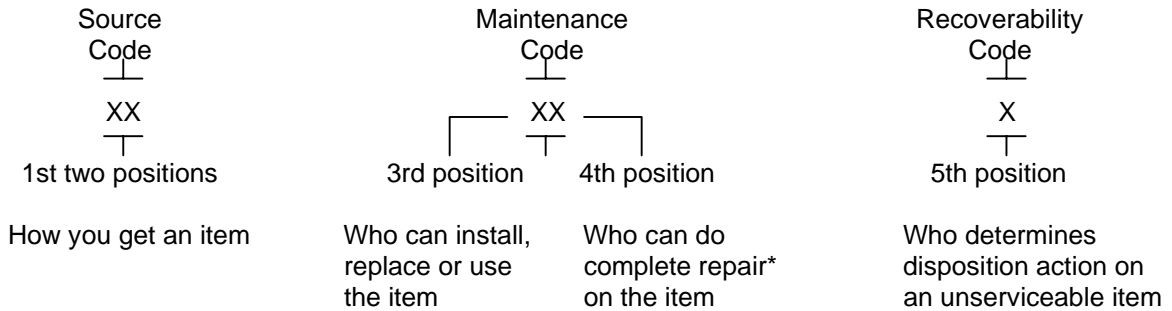 Source
Code
Maintenance
Code
Recoverability
Code
XX
XX
X
1st two positions
3rd position
4th position
5th position
How you get an item
Who can install,
replace or use
the item
Who can do
complete repair*
on the item
Who determines
disposition action on
an unserviceable item